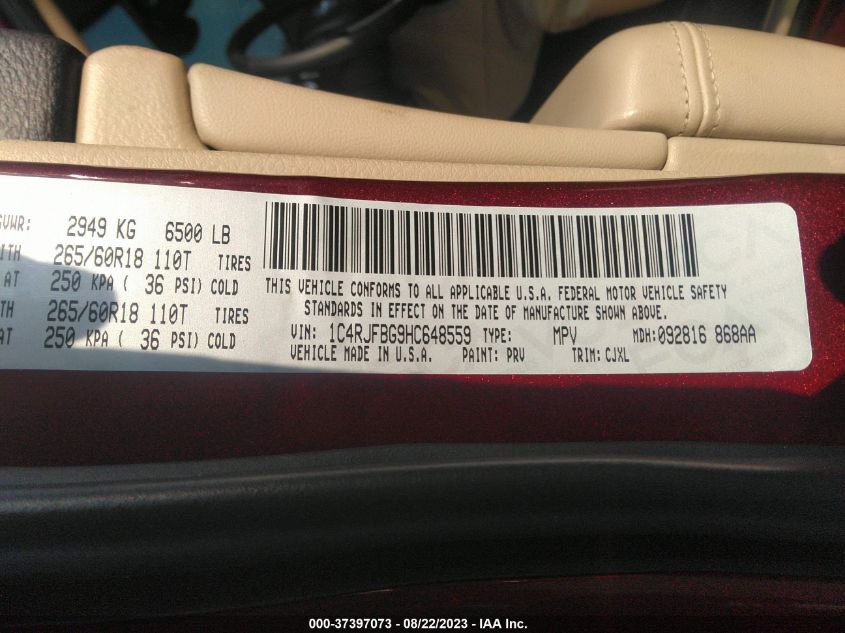 GVWR: 2949 KG 6500 LB
265/60R18 110T TIRES
AT 250 KPA ( 36 PSI) COLD
265/60R18 110T TIRES
AT 250 KPA ( 36 PSI) COLD
THIS VEHICLE CONFORMS TO ALL APPLICABLE U.S.A. FEDERAL MOTOR VEHICLE SAFETY
STANDARDS IN EFFECT ON THE DATE OF MANUFACTURE SHOWN ABOVE.
VIN: 1C4RJFBG9HC648559 TYPE: MPV MDH:092816 868AA
VEHICLE MADE IN U.S.A. PAINT: PRV TRIM: CJXL
000-37397073 - 08/22/2023 - IAA Inc.